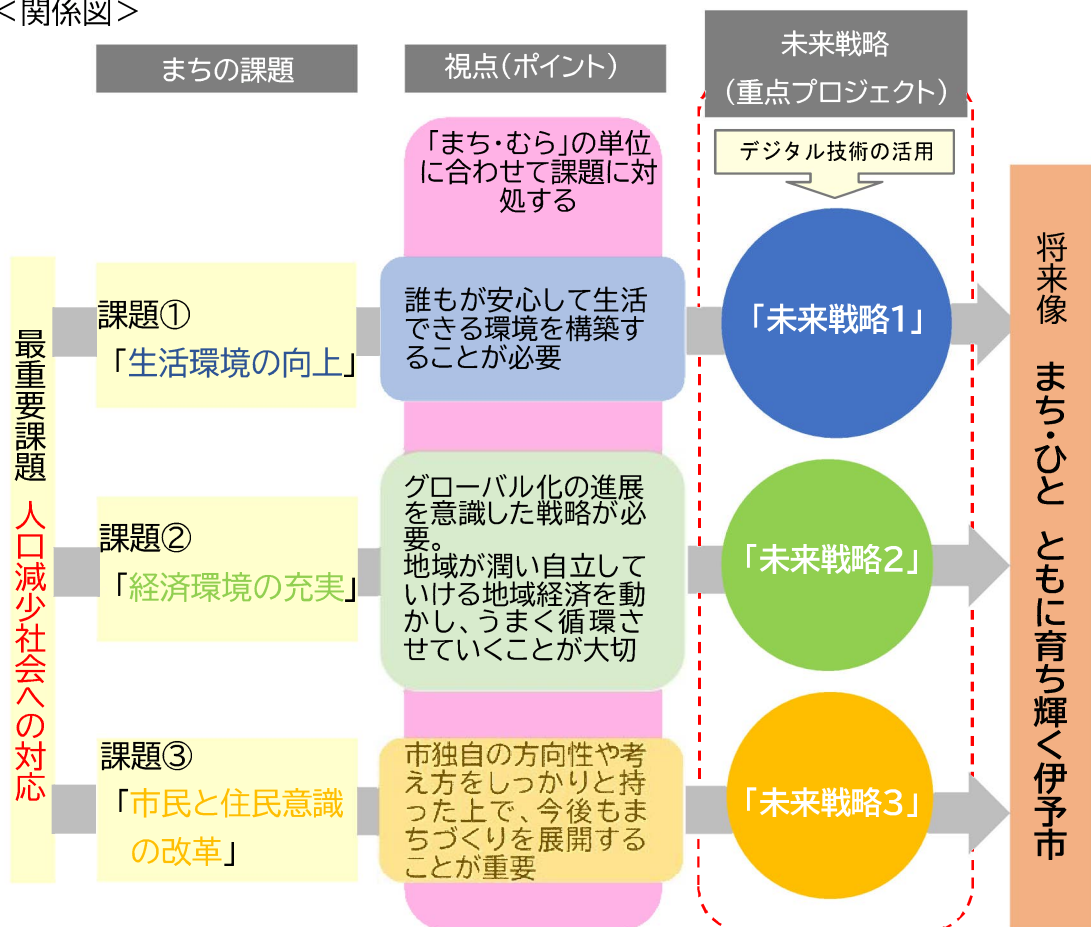 ＜関係図＞
まちの課題
視点（ポイント）
未来戦略
（重点プロジェクト）
デジタル技術の活用
「まち・むら」の単位
に合わせて課題に対
処する
最重要課題 人口減少社会への対応
課題①
「生活環境の向上」
誰もが安心して生活
できる環境を構築す
ることが必要
「未来戦略1」
課題②
「経済環境の充実」
グローバル化の進展
を意識した戦略が必
要。
地域が潤い自立して
いける地域経済を動
かし、うまく循環さ
せていくことが大切
「未来戦略2」
課題③
「市民と住民意識
の改革」
市独自の方向性や考
え方をしっかりと持
った上で、今後もま
ちづくりを展開する
ことが重要
「未来戦略3」
将来像 まち・ひと ともに育ち輝く伊予市